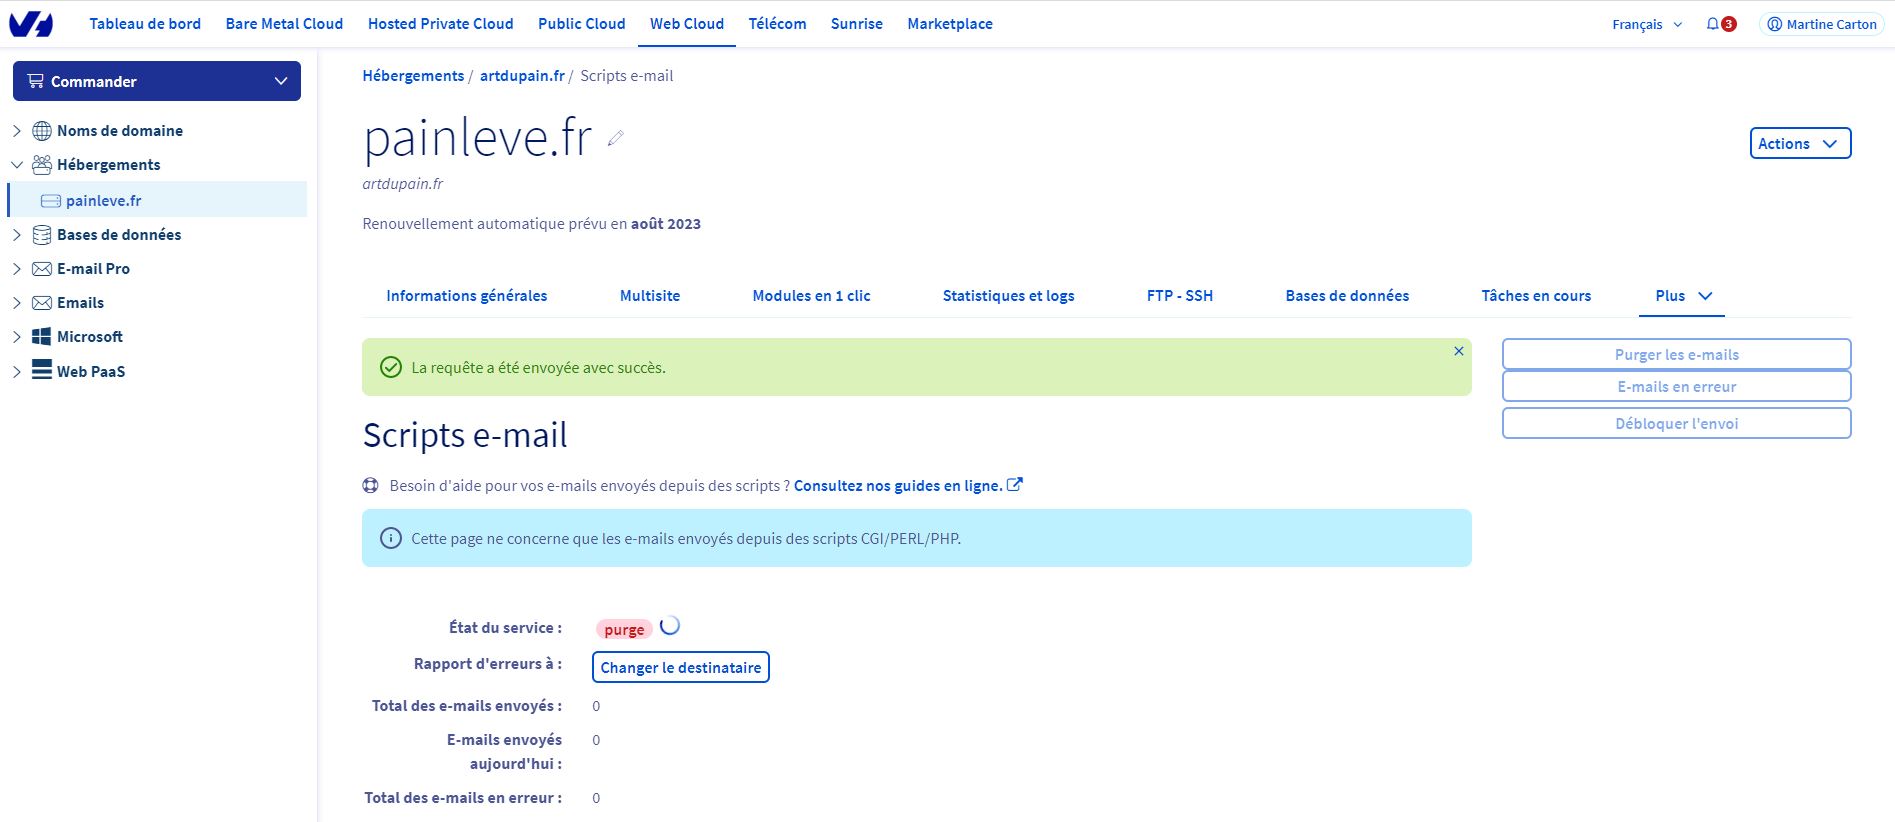 Tableau de bord
Bare Metal Cloud
Hosted Private Cloud
Public Cloud
Web Cloud
Télécom
Sunrise
Marketplace
Français
3
Martine Carton
Commander
Noms de domaine
Hébergements
painleve.fr
Bases de données
E-mail Pro
Emails
Microsoft
Web PaaS
Hébergements / artdupain.fr / Scripts e-mail
painleve.fr
Actions
artdupain.fr
Renouvellement automatique prévu en août 2023
Informations générales
Multisite
Modules en 1 clic
Statistiques et logs
FTP - SSH
Bases de données
Tâches en cours
Plus
La requête a été envoyée avec succès.
Purger les e-mails
E-mails en erreur
Débloquer l'envoi
Scripts e-mail
Besoin d'aide pour vos e-mails envoyés depuis des scripts ? Consultez nos guides en ligne.
Cette page ne concerne que les e-mails envoyés depuis des scripts CGI/PERL/PHP.
État du service : purge
Rapport d'erreurs à : Changer le destinataire
Total des e-mails envoyés : 0
E-mails envoyés 0
aujourd'hui :
Total des e-mails en erreur : 0